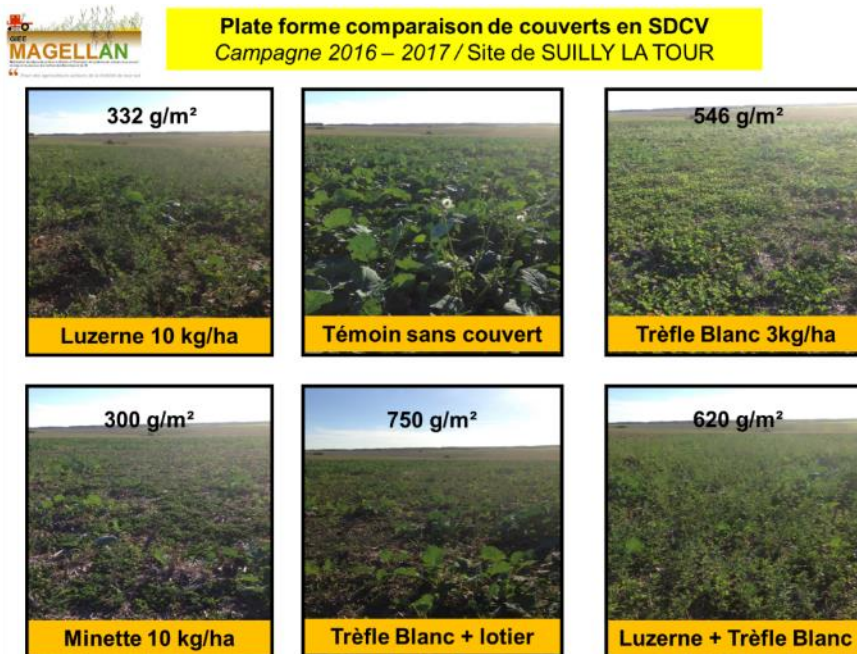 GIEE
MAGELLAN
Plate forme comparaison de couverts en SDCV
Campagne 2016 – 2017 / Site de SUILLY LA TOUR
332 g/m²
546 g/m²
Luzerne 10 kg/ha
Témoin sans couvert
Trèfle Blanc 3kg/ha
300 g/m²
750 g/m²
620 g/m²
Minette 10 kg/ha
Trèfle Blanc + lotier
Luzerne + Trèfle Blanc